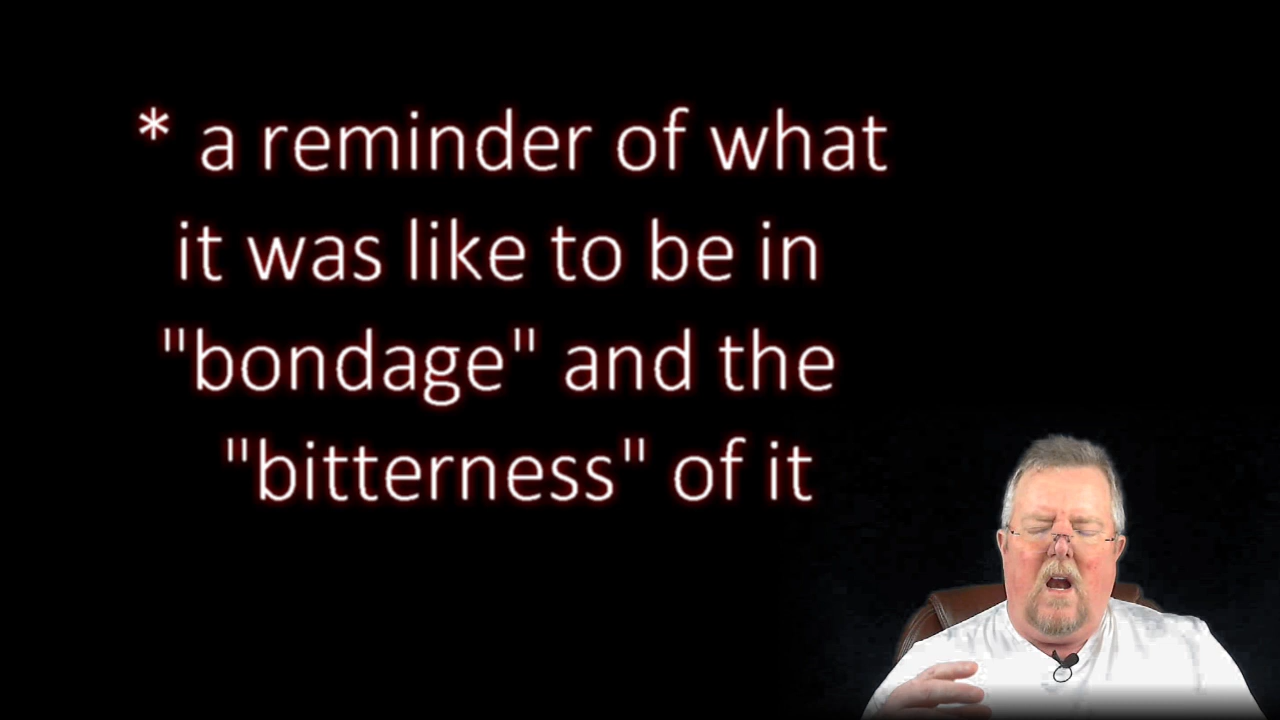 * a reminder of what
it was like to be in
"bondage" and the
"bitterness" of it